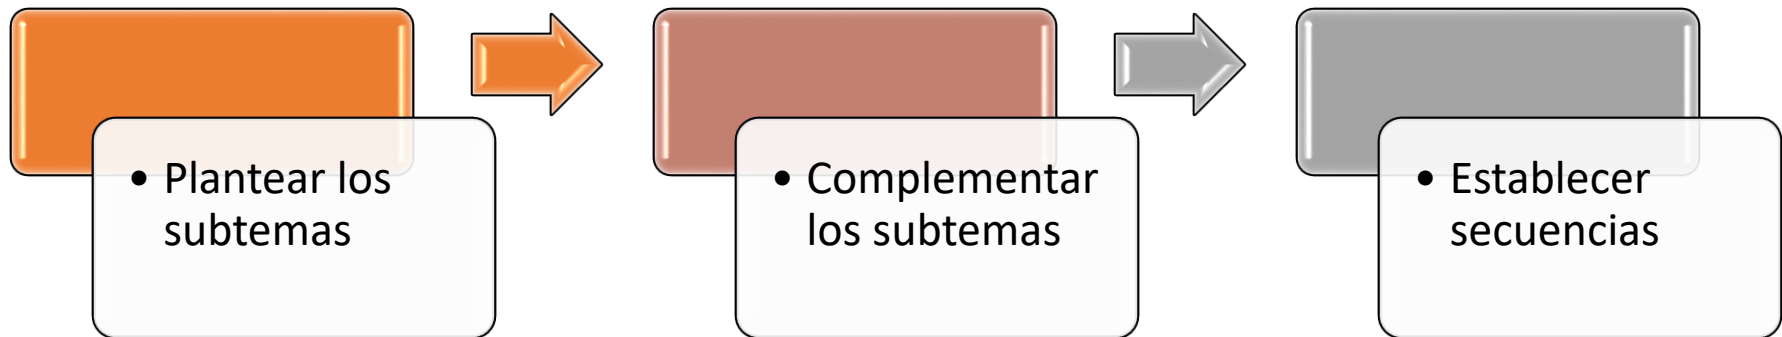 • Plantear los
subtemas
• Complementar
los subtemas
• Establecer
secuencias